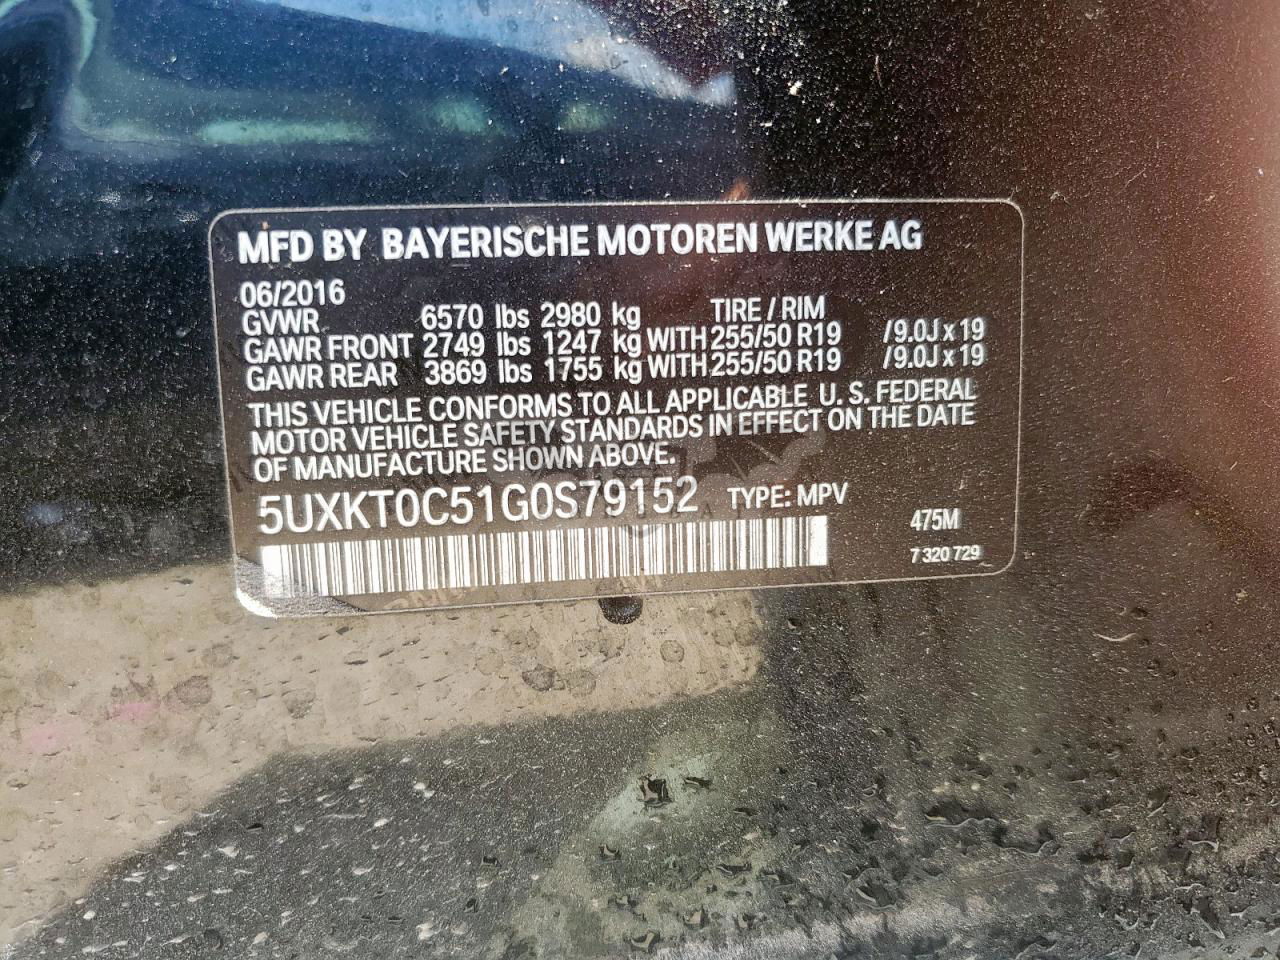 MFD BY BAYERISCHE MOTOREN WERKE AG
06/2016
GVWR 6570 lbs 2980 kg TIRE / RIM
GAWR FRONT 2749 lbs 1247 kg WITH 255/50 R19 /9.0J x 19
GAWR REAR 3869 lbs 1755 kg WITH 255/50 R19 /9.0J x 19
THIS VEHICLE CONFORMS TO ALL APPLICABLE U. S. FEDERAL
MOTOR VEHICLE SAFETY STANDARDS IN EFFECT ON THE DATE
OF MANUFACTURE SHOWN ABOVE.
5UXKT0C51G0S79152 TYPE: MPV
475M
7 320 729